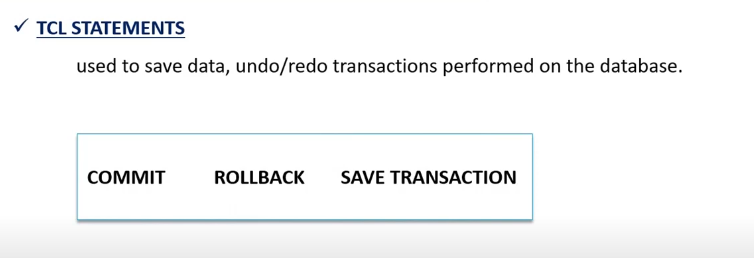 ✓ TCL STATEMENTS
used to save data, undo/redo transactions performed on the database.
COMMIT ROLLBACK SAVE TRANSACTION